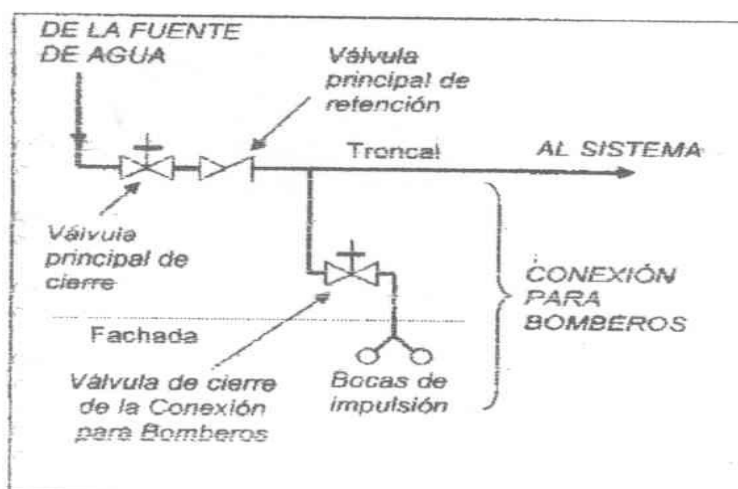 DE LA FUENTE
DE AGUA
Válvula
principal de
retención
Troncal
AL SISTEMA
Válvula
principal de
cierre
CONEXIÓN
PARA
BOMBEROS
Fachada
Válvula de cierre
de la Conexión
para Bomberos
Bocas de
impulsión